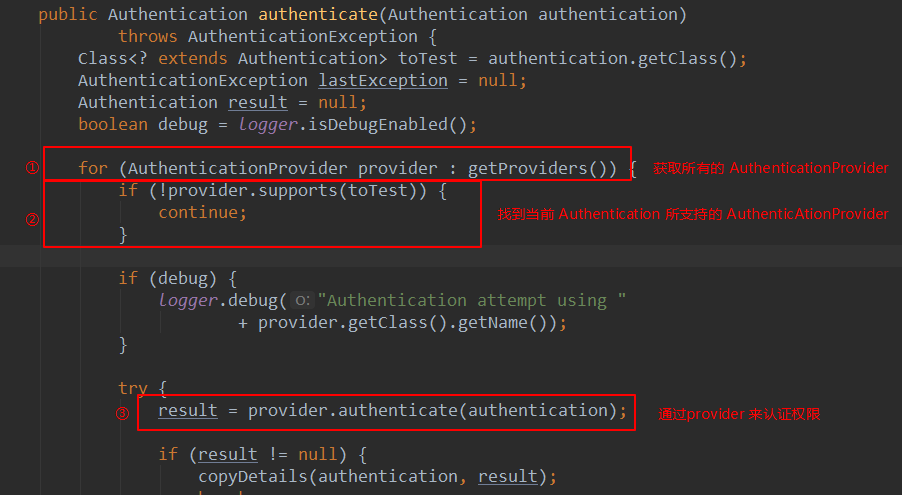 public Authentication authenticate(Authentication authentication)
throws AuthenticationException {
Class<? extends Authentication> toTest = authentication.getClass();
AuthenticationException lastException = null;
Authentication result = null;
boolean debug = logger.isDebugEnabled();
① for (AuthenticationProvider provider : getProviders()) { 获取所有的 AuthenticationProvider
if (!provider.supports(toTest)) {
② continue; 找到当前 Authentication 所支持的 AuthenticAtionProvider
}
if (debug) {
logger.debug( o: "Authentication attempt using "
+ provider.getClass().getName());
}
try {
③ result = provider.authenticate(authentication); 通过provider 来认证权限
if (result != null) {
copyDetails(authentication, result);